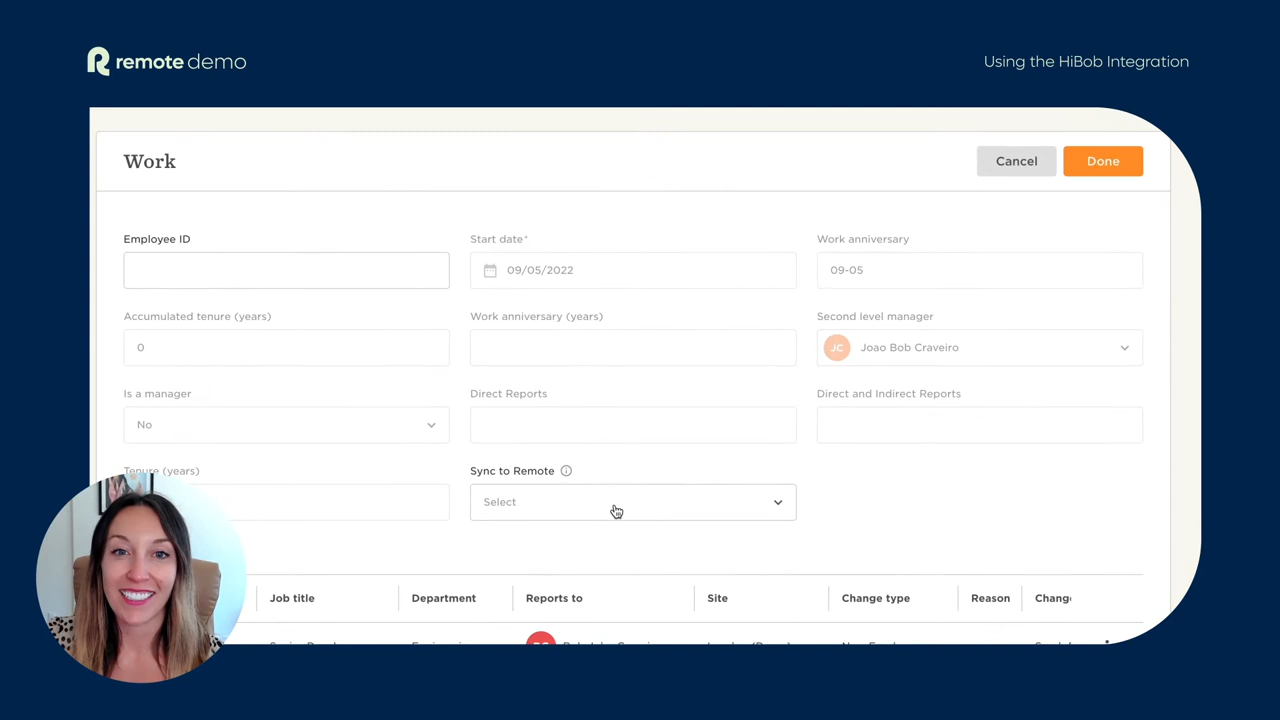 remote demo
Using the HiBob Integration
Work
Cancel
Done
Employee ID
Start date*
Work anniversary
09/05/2022
09-05
Accumulated tenure (years)
Work anniversary (years)
Second level manager
0
JC
Joao Bob Craveiro
Is a manager
Direct Reports
Direct and Indirect Reports
No
Tenure (years)
Sync to Remote
Select
Job title
Department
Reports to
Site
Change type
Reason